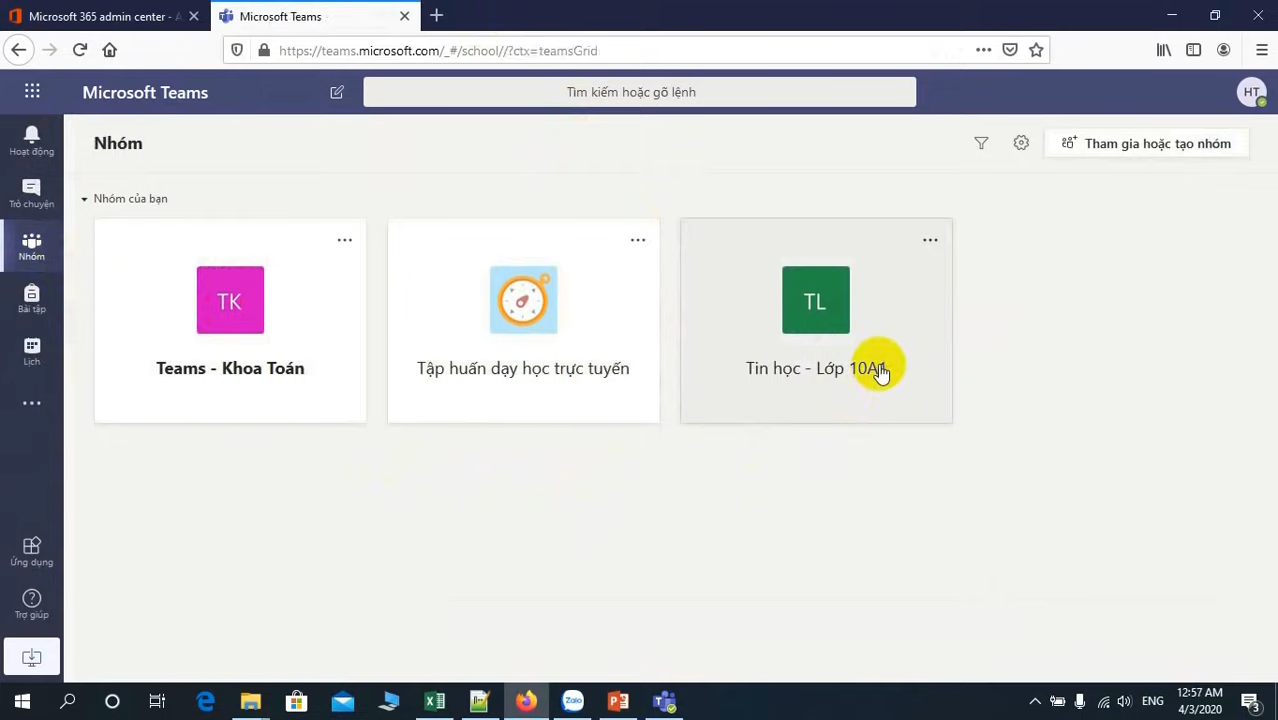 Microsoft 365 admin center - A
Microsoft Teams
https://teams.microsoft.com/_#/school//?ctx=teamsGrid
Microsoft Teams
Tìm kiếm hoặc gõ lệnh
HT
Hoạt động
Trò chuyện
Nhóm
Bài tập
Lịch
Ứng dụng
Trợ giúp
Nhóm
Tham gia hoặc tạo nhóm
Nhóm của bạn
TK
TL
Teams - Khoa Toán
Tập huấn dạy học trực tuyến
Tin học - Lớp 10A1
Zalo
ENG
12:57 AM
4/3/2020
3